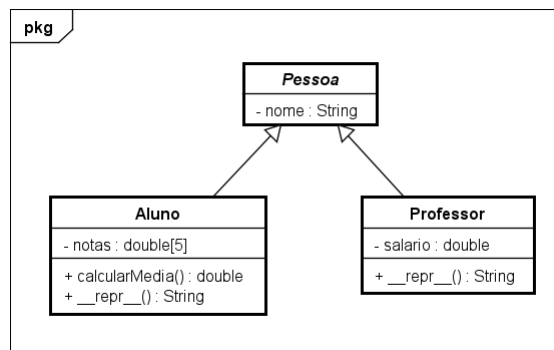 pkg
Pessoa
- nome : String
Aluno
- notas : double[5]
+ calcularMedia() : double
+ __repr__() : String
Professor
- salario : double
+ __repr__() : String